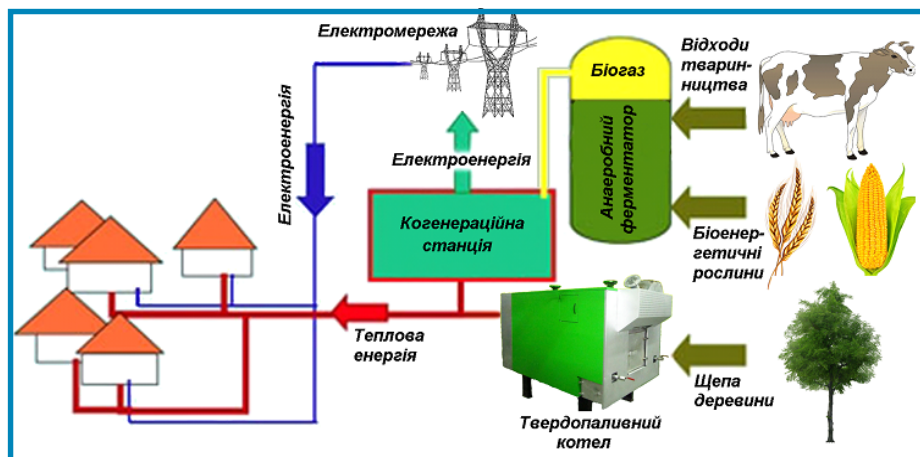 Електромережа
Біогаз
Відходи
тварин-
ництва
Електроенергія
Електроенергія
Анаеробний
ферментатор
Когенераційна
станція
Біоенер-
гетичні
рослини
Теплова
енергія
Щепа
деревини
Твердопаливний
котел